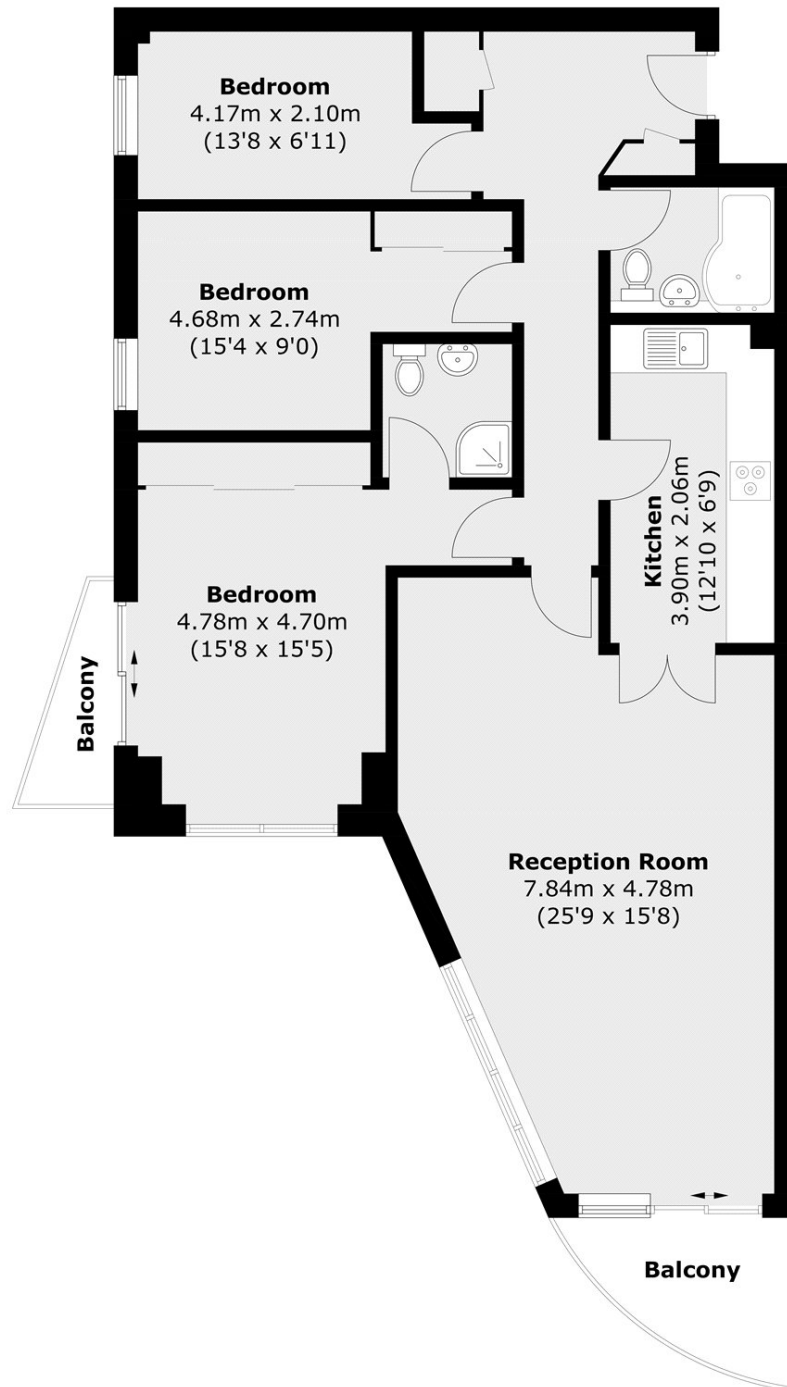 Bedroom
4.17m x 2.10m
(13'8 x 6'11)
Bedroom
4.68m x 2.74m
(15'4 x 9'0)
Kitchen
3.90m x 2.06m
(12'10 x 6'9)
Bedroom
4.78m x 4.70m
(15'8 x 15'5)
Balcony
Reception Room
7.84m x 4.78m
(25'9 x 15'8)
Balcony